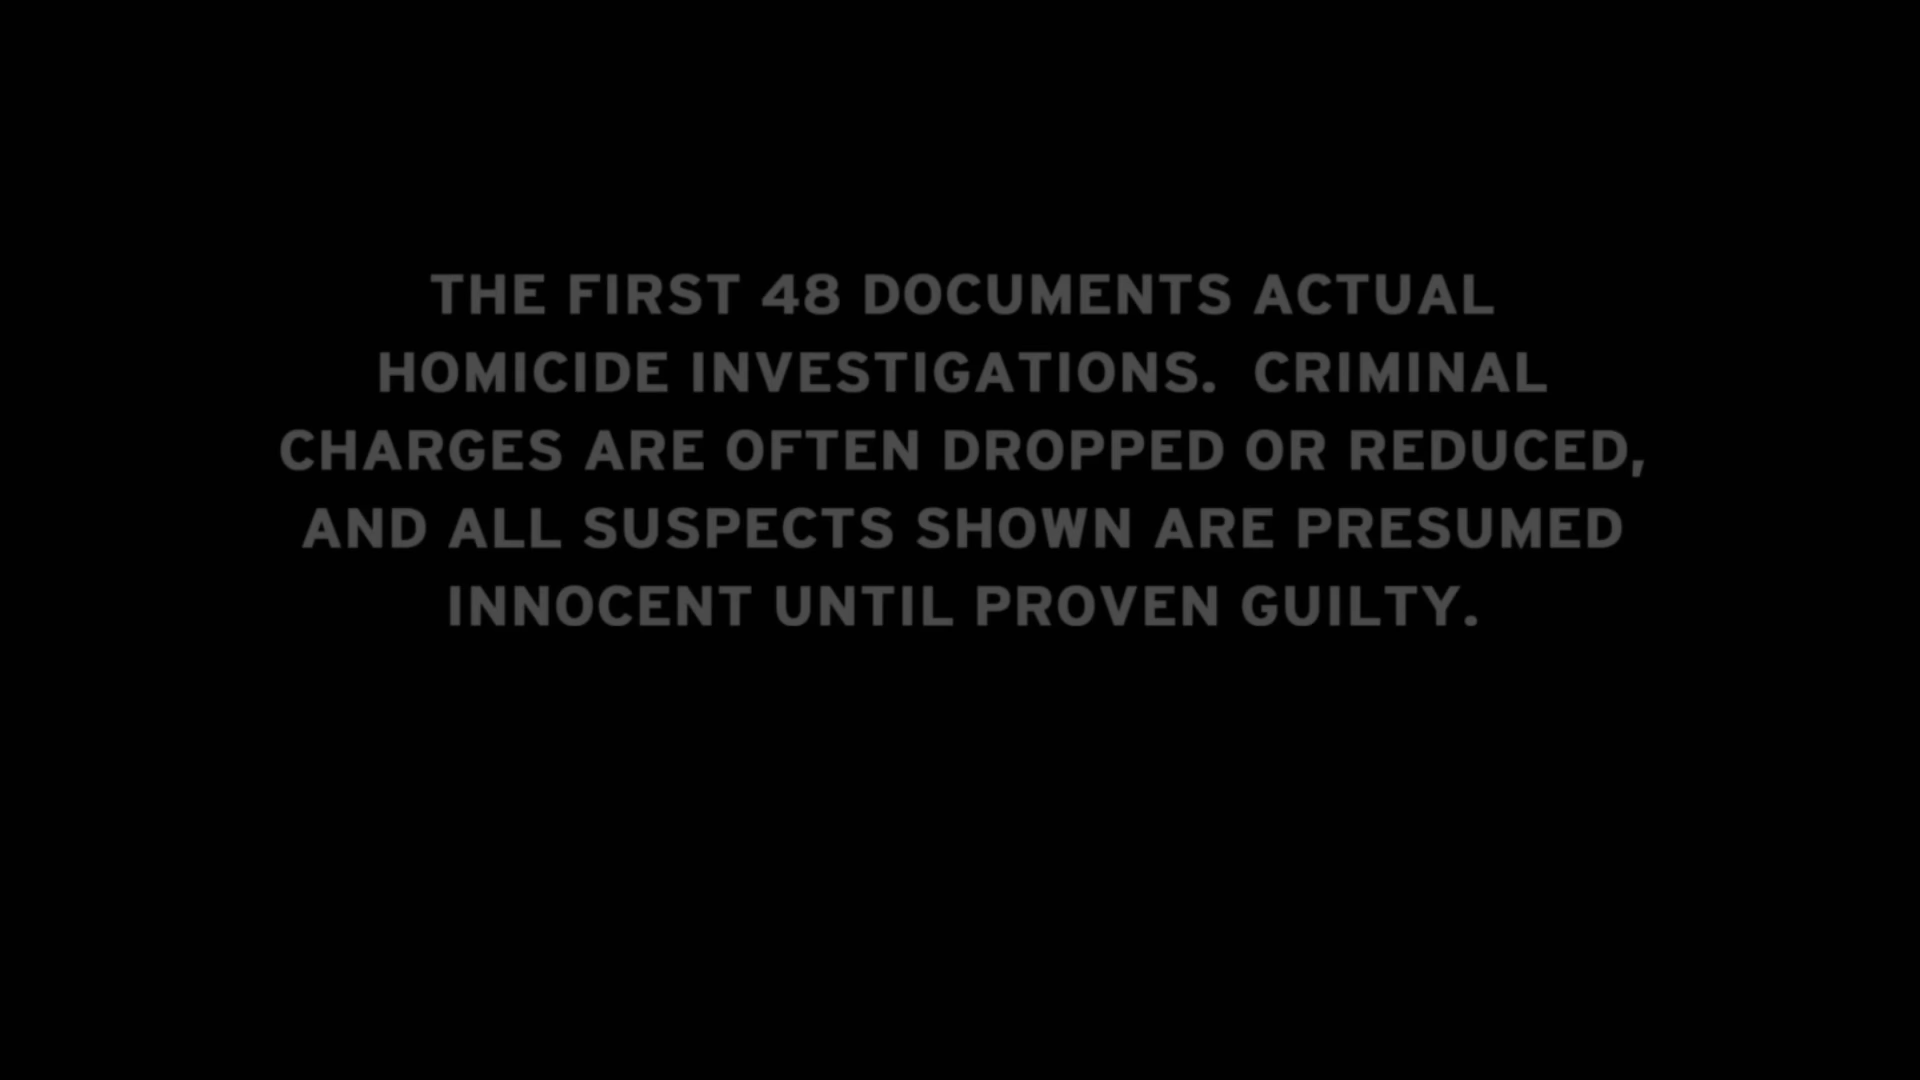 THE FIRST 48 DOCUMENTS ACTUAL
HOMICIDE INVESTIGATIONS.  CRIMINAL
CHARGES ARE OFTEN DROPPED OR REDUCED,
AND ALL SUSPECTS SHOWN ARE PRESUMED
INNOCENT UNTIL PROVEN GUILTY.